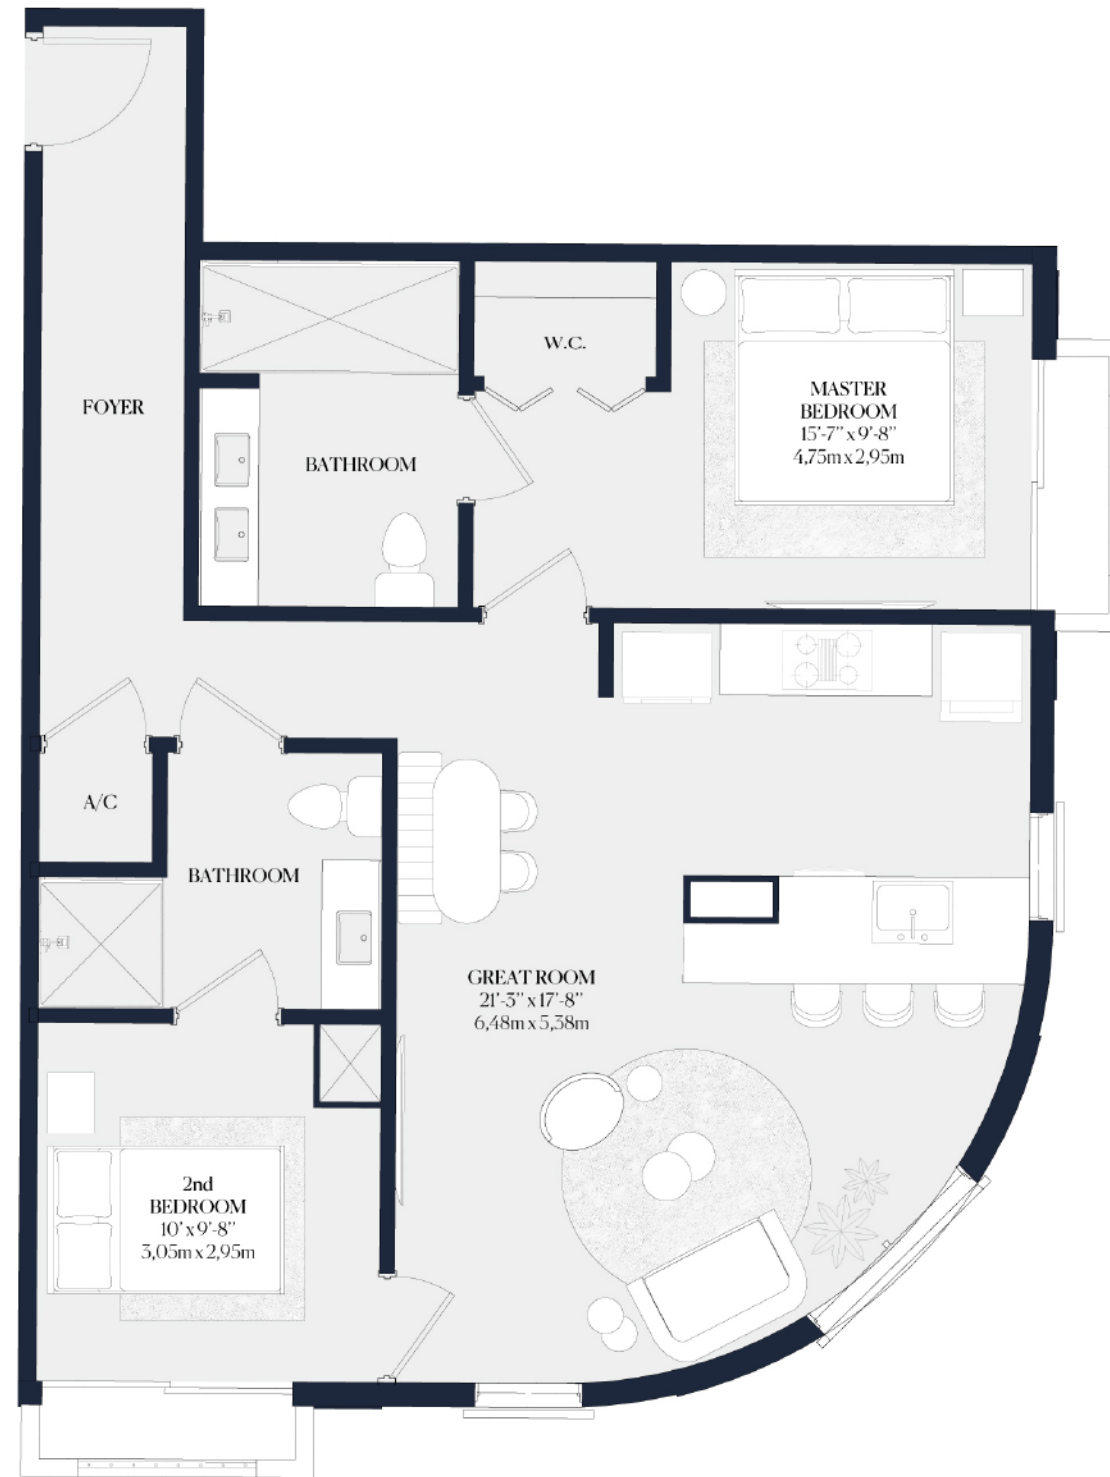 W.C.
FOYER
MASTER
BEDROOM
15'-7" x 9'-8"
4,75m x 2,95m
BATHROOM
A/C
BATHROOM
GREAT ROOM
21'-3" x 17'-8"
6,48m x 5,38m
2nd
BEDROOM
10' x 9'-8"
3,05m x 2,95m